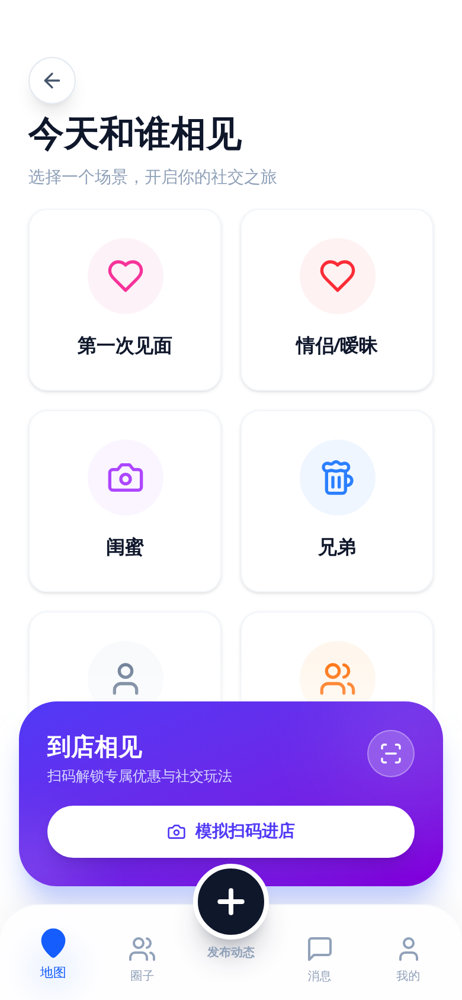 今天和谁相见
选择一个场景，开启你的社交之旅
第一次见面
情侣/暧昧
闺蜜
兄弟
到店相见
扫码解锁专属优惠与社交玩法
模拟扫码进店
地图
圈子
发布动态
消息
我的